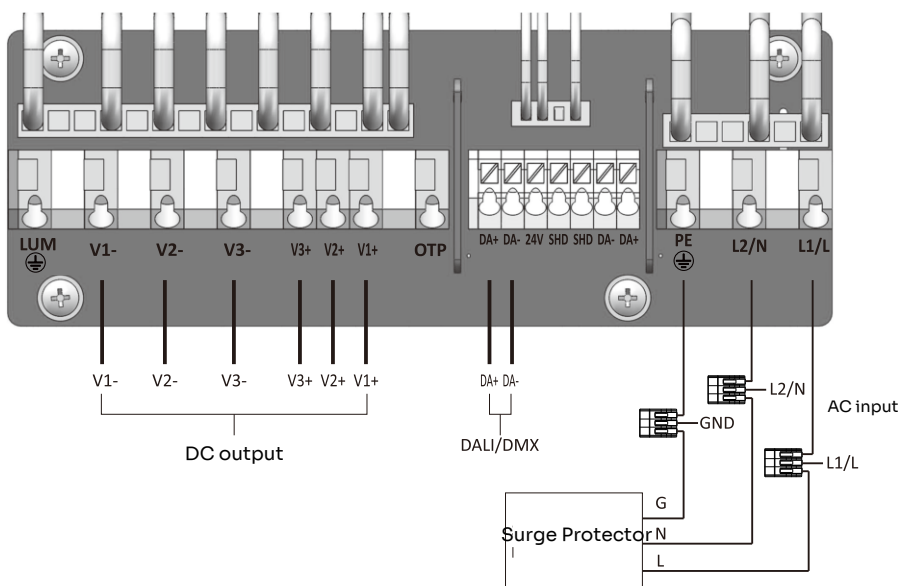 LUM V1- V2- V3- V3+ V2+ V1+ OTP DA+ DA- 24V SHD SHD DA- DA+ PE L2/N L1/L
V1- V2- V3- V3+ V2+ V1+ DA+ DA-
DC output
DALI/DMX
L2/N
AC input
GND
L1/L
G
Surge Protector N
L